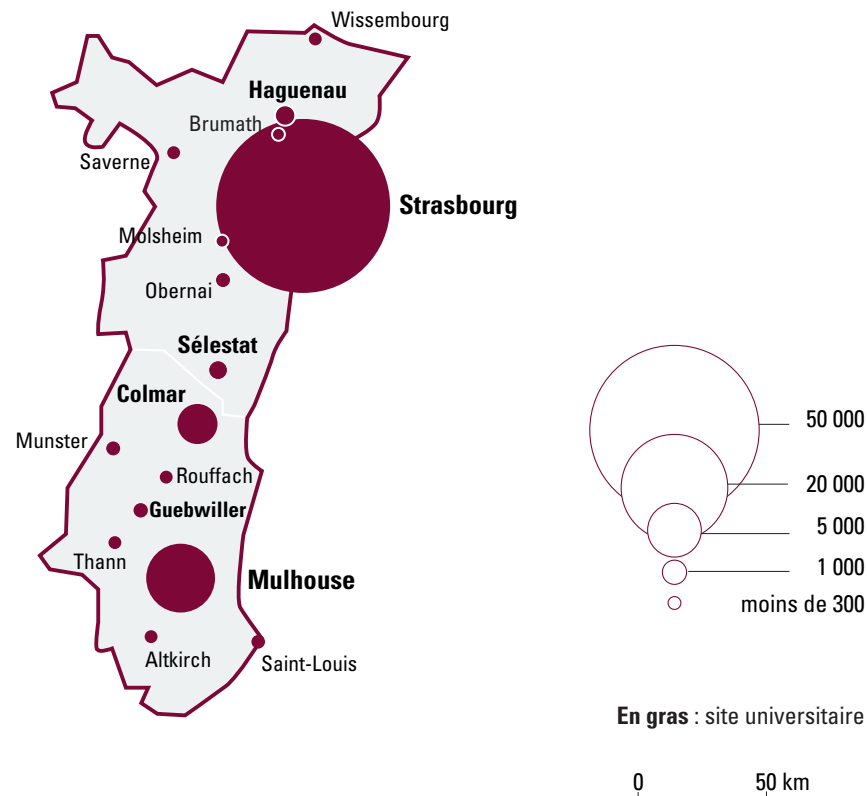 Wissembourg
Haguenau
Brumath
Saverne
Strasbourg
Molsheim
Obernai
Sélestat
Colmar
Munster
Rouffach
Guebwiller
Thann
Mulhouse
Altkirch
Saint-Louis
50 000
20 000
5 000
1 000
moins de 300
En gras : site universitaire
0 50 km